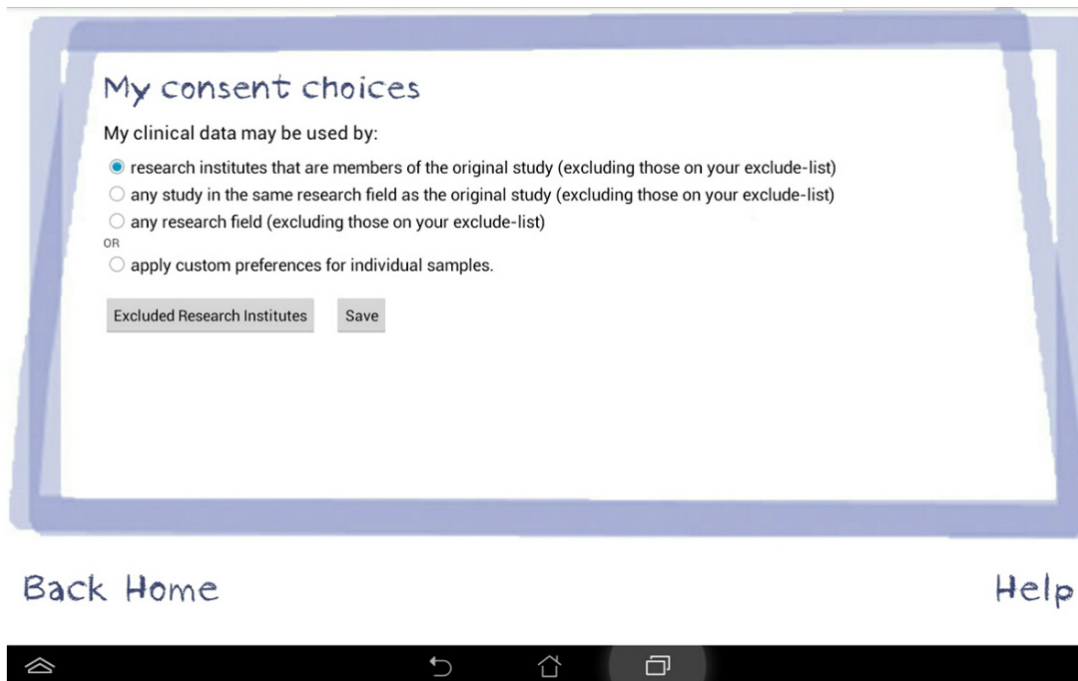 My consent choices
My clinical data may be used by:
research institutes that are members of the original study (excluding those on your exclude-list)
any study in the same research field as the original study (excluding those on your exclude-list)
any research field (excluding those on your exclude-list)
OR
apply custom preferences for individual samples.
Excluded Research Institutes Save
Back Home Help